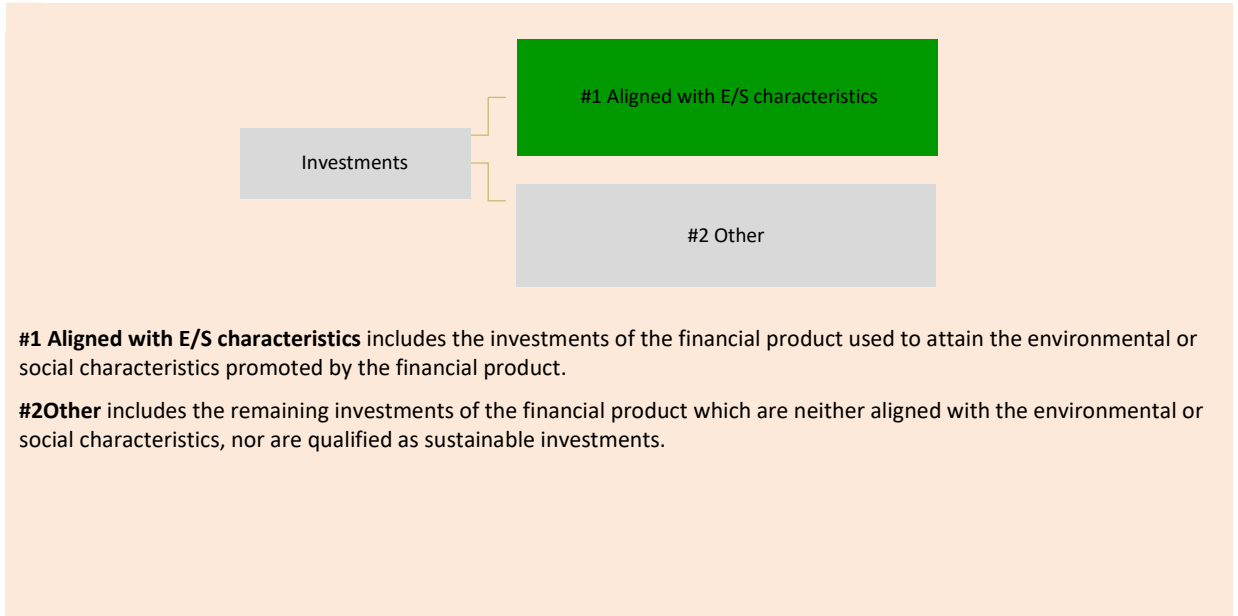 #1 Aligned with E/S characteristics
Investments
#2 Other
#1 Aligned with E/S characteristics includes the investments of the financial product used to attain the environmental or
social characteristics promoted by the financial product.
#2Other includes the remaining investments of the financial product which are neither aligned with the environmental or
social characteristics, nor are qualified as sustainable investments.